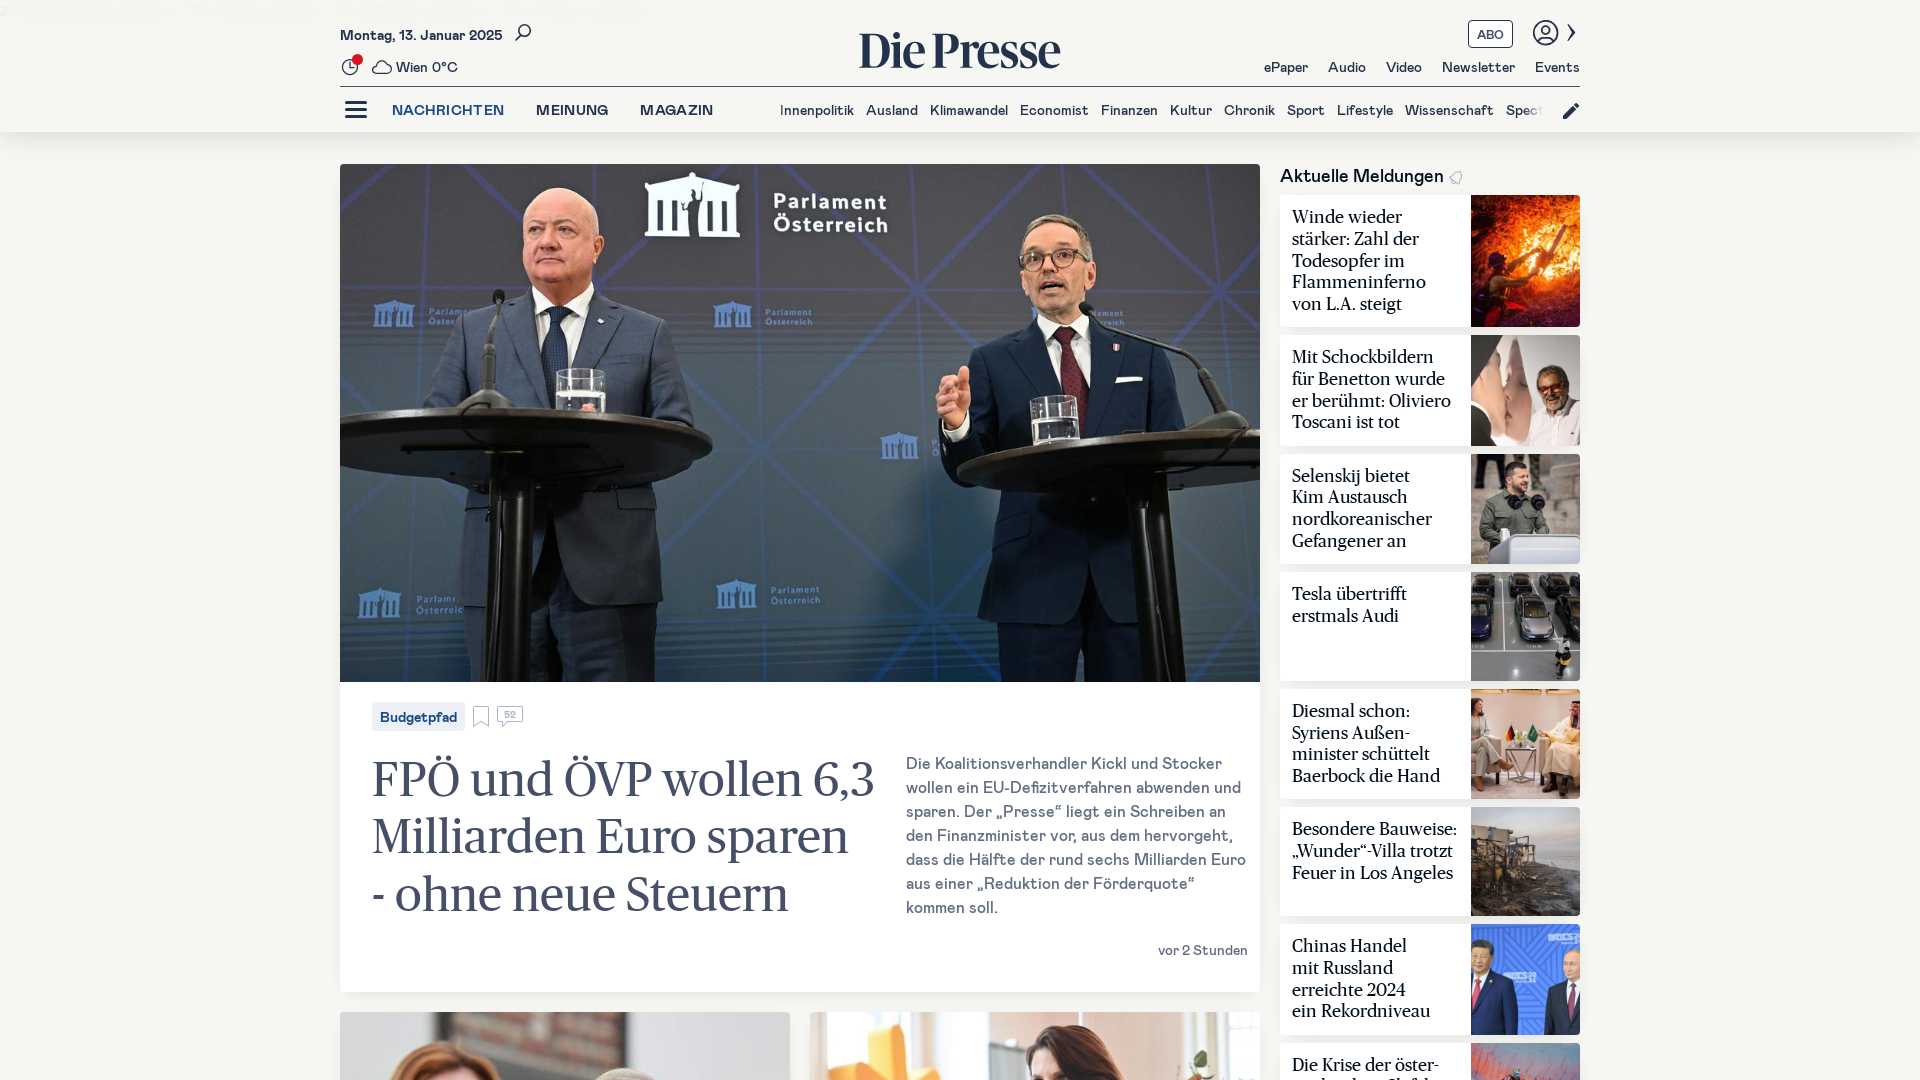 Montag, 13. Januar 2025
Die Presse
ABO
Wien 0°C
ePaper Audio Video Newsletter Events
NACHRICHTEN MEINUNG MAGAZIN
Innenpolitik Ausland Klimawandel Economist Finanzen Kultur Chronik Sport Lifestyle Wissenschaft Spect
Parlament
Österreich
Parlament
Österreich
Budgetpfad
52
FPÖ und ÖVP wollen 6,3
Milliarden Euro sparen
- ohne neue Steuern
Die Koalitionsverhandler Kickl und Stocker
wollen ein EU-Defizitverfahren abwenden und
sparen. Der „Presse“ liegt ein Schreiben an
den Finanzminister vor, aus dem hervorgeht,
dass die Hälfte der rund sechs Milliarden Euro
aus einer „Reduktion der Förderquote“
kommen soll.
vor 2 Stunden
Aktuelle Meldungen
Winde wieder
stärker: Zahl der
Todesopfer im
Flammeninferno
von L.A. steigt
Mit Schockbildern
für Benetton wurde
er berühmt: Oliviero
Toscani ist tot
Selenskij bietet
Kim Austausch
nordkoreanischer
Gefangener an
Tesla übertrifft
erstmals Audi
Diesmal schon:
Syriens Außen-
minister schüttelt
Baerbock die Hand
Besondere Bauweise:
„Wunder“-Villa trotzt
Feuer in Los Angeles
Chinas Handel
mit Russland
erreichte 2024
ein Rekordniveau
Die Krise der öster-